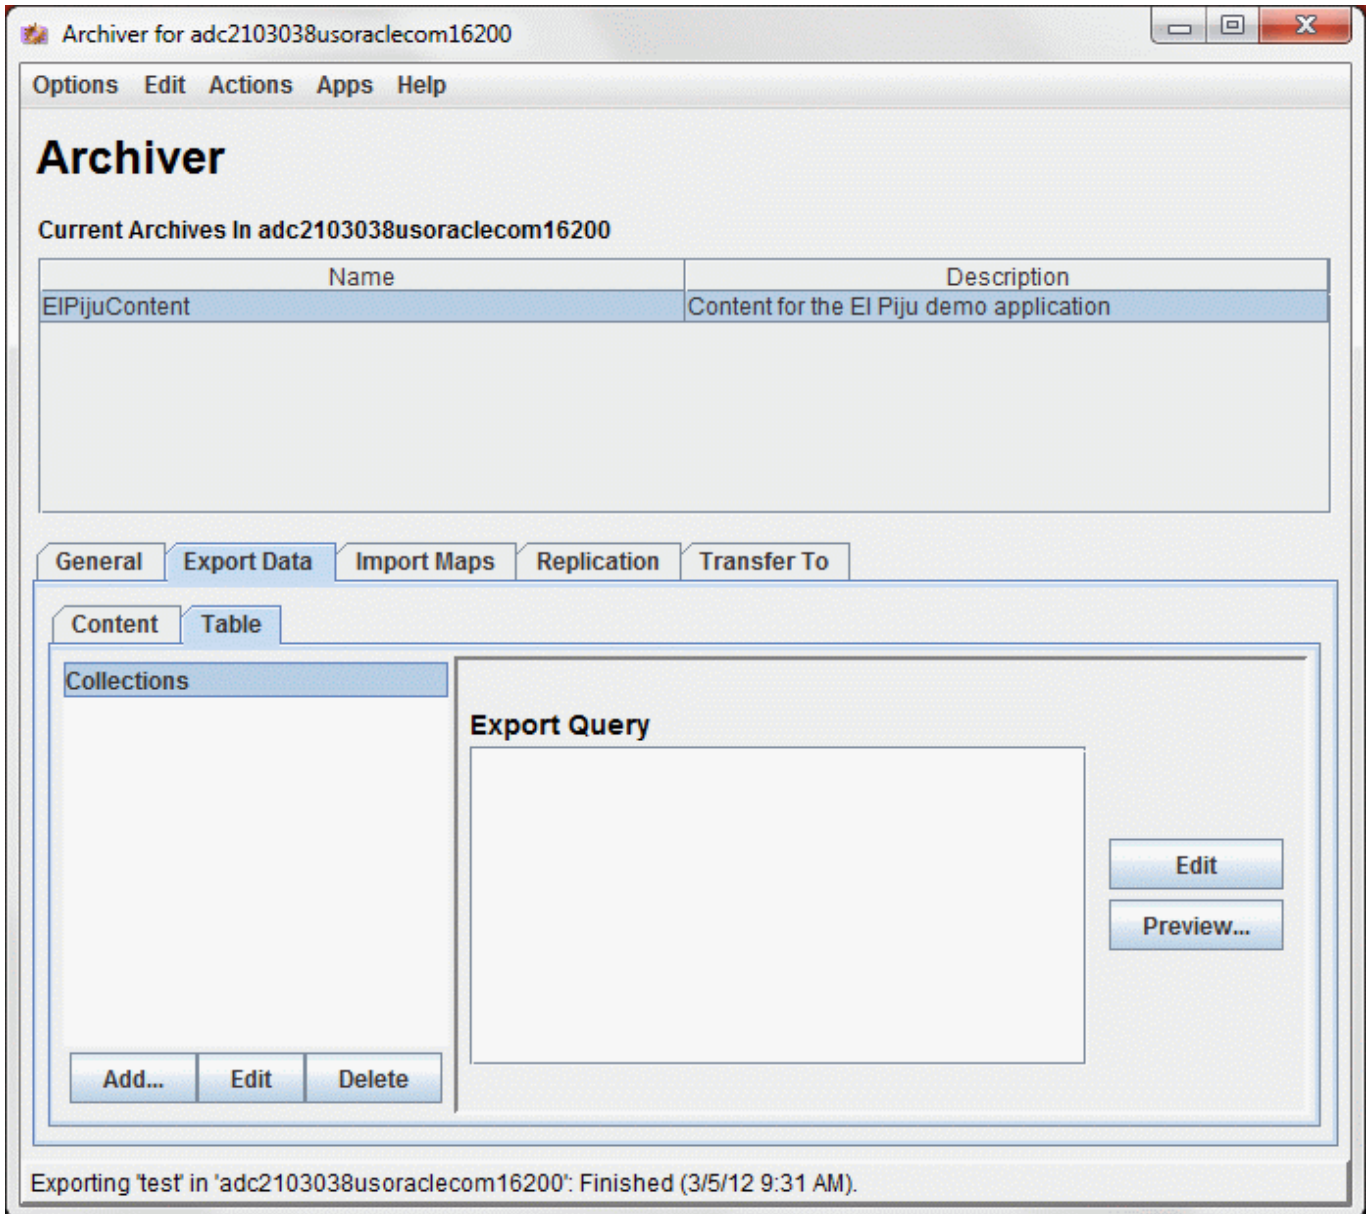 Archiver for adc2103038usoraclecom16200
Options Edit Actions Apps Help
Archiver
Current Archives In adc2103038usoraclecom16200
Name Description
ElPijuContent Content for the El Piju demo application
General Export Data Import Maps Replication Transfer To
Content Table
Collections
Export Query
Edit
Preview...
Add... Edit Delete
Exporting 'test' in 'adc2103038usoraclecom16200': Finished (3/5/12 9:31 AM).